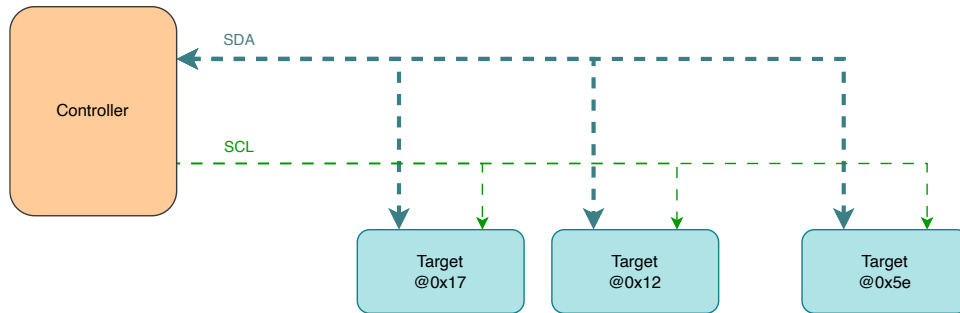 SDA
Controller
SCL
Target
@0x17
Target
@0x12
Target
@0x5e